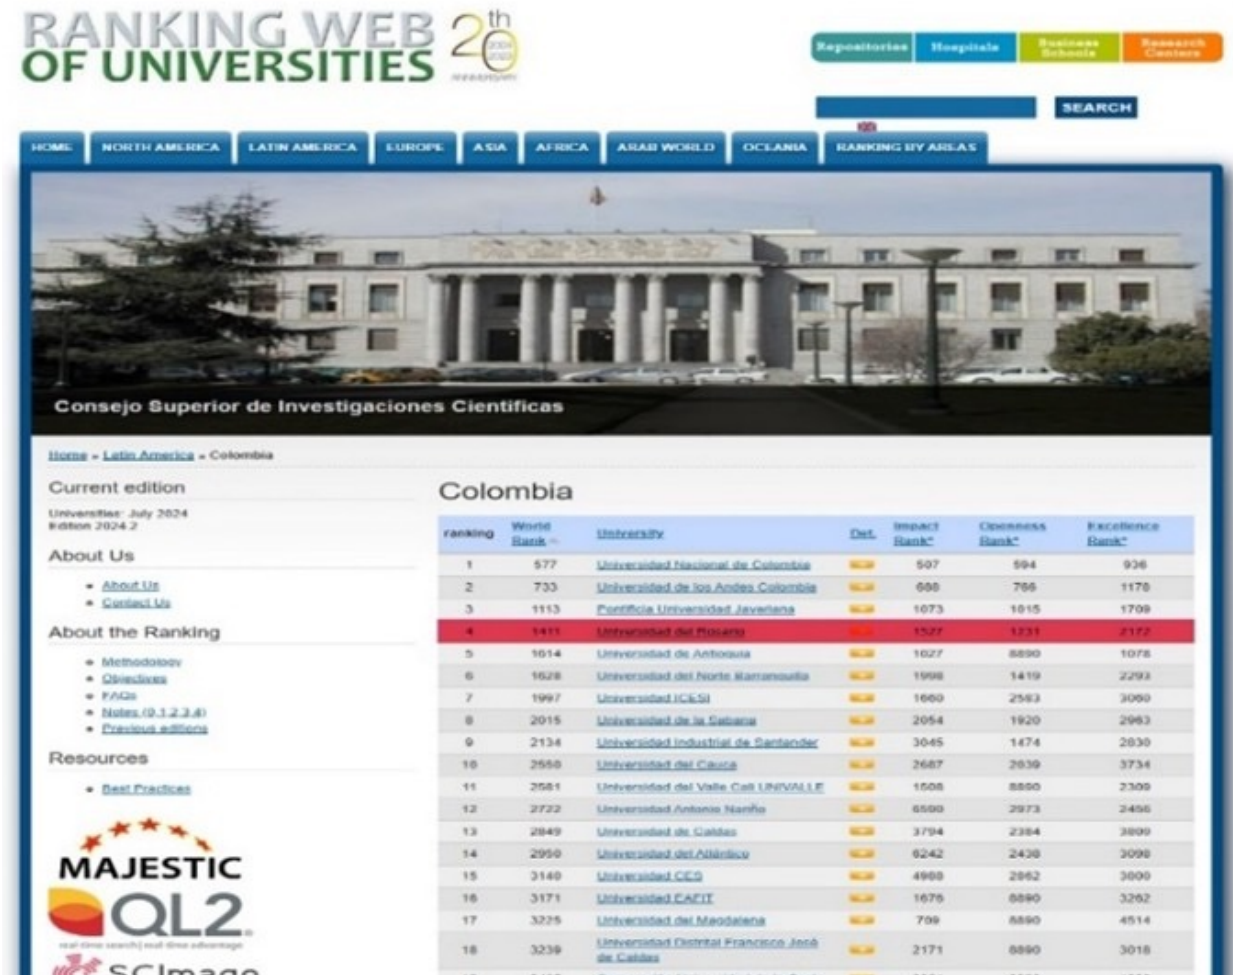 RANKING WEB
OF UNIVERSITIES
20th
ANNIVERSARY
Repositories Hospitals Business Schools Research Centers
SEARCH
HOME NORTH AMERICA LATIN AMERICA EUROPE ASIA AFRICA ARAB WORLD OCEANIA RANKING BY AREAS
Consejo Superior de Investigaciones Cientificas
Home » Latin America » Colombia
Current edition
Universities: July 2024
Edition 2024.2
About Us
About Us
Contact Us
About the Ranking
Methodology
Objectives
FAQs
Notes (0,1,2,3,4)
Previous editions
Resources
Best Practices
MAJESTIC
QL2.
real-time search| real-time advantage
SCImago
Colombia
ranking World Rank University Det. Impact Rank* Openness Rank* Excellence Rank*
1 577 Universidad Nacional de Colombia 507 594 936
2 733 Universidad de los Andes Colombia 688 766 1178
3 1113 Pontificia Universidad Javeriana 1073 1015 1709
4 1411 Universidad del Rosario 1527 1231 2172
5 1614 Universidad de Antioquia 1027 8890 1078
6 1628 Universidad del Norte Barranquilla 1998 1419 2293
7 1997 Universidad ICESI 1660 2583 3060
8 2015 Universidad de la Sabana 2054 1920 2963
9 2134 Universidad Industrial de Santander 3045 1474 2830
10 2550 Universidad del Cauca 2687 2039 3734
11 2581 Universidad del Valle Cali UNIVALLE 1508 8890 2309
12 2722 Universidad Antonio Nariño 6590 2973 2456
13 2849 Universidad de Caldas 3794 2384 3800
14 2950 Universidad del Atlántico 6242 2438 3098
15 3140 Universidad CES 4988 2862 3800
16 3171 Universidad EAFIT 1676 8890 3262
17 3225 Universidad del Magdalena 709 8890 4514
18 3239 Universidad Distrital Francisco José de Caldas 2171 8890 3018